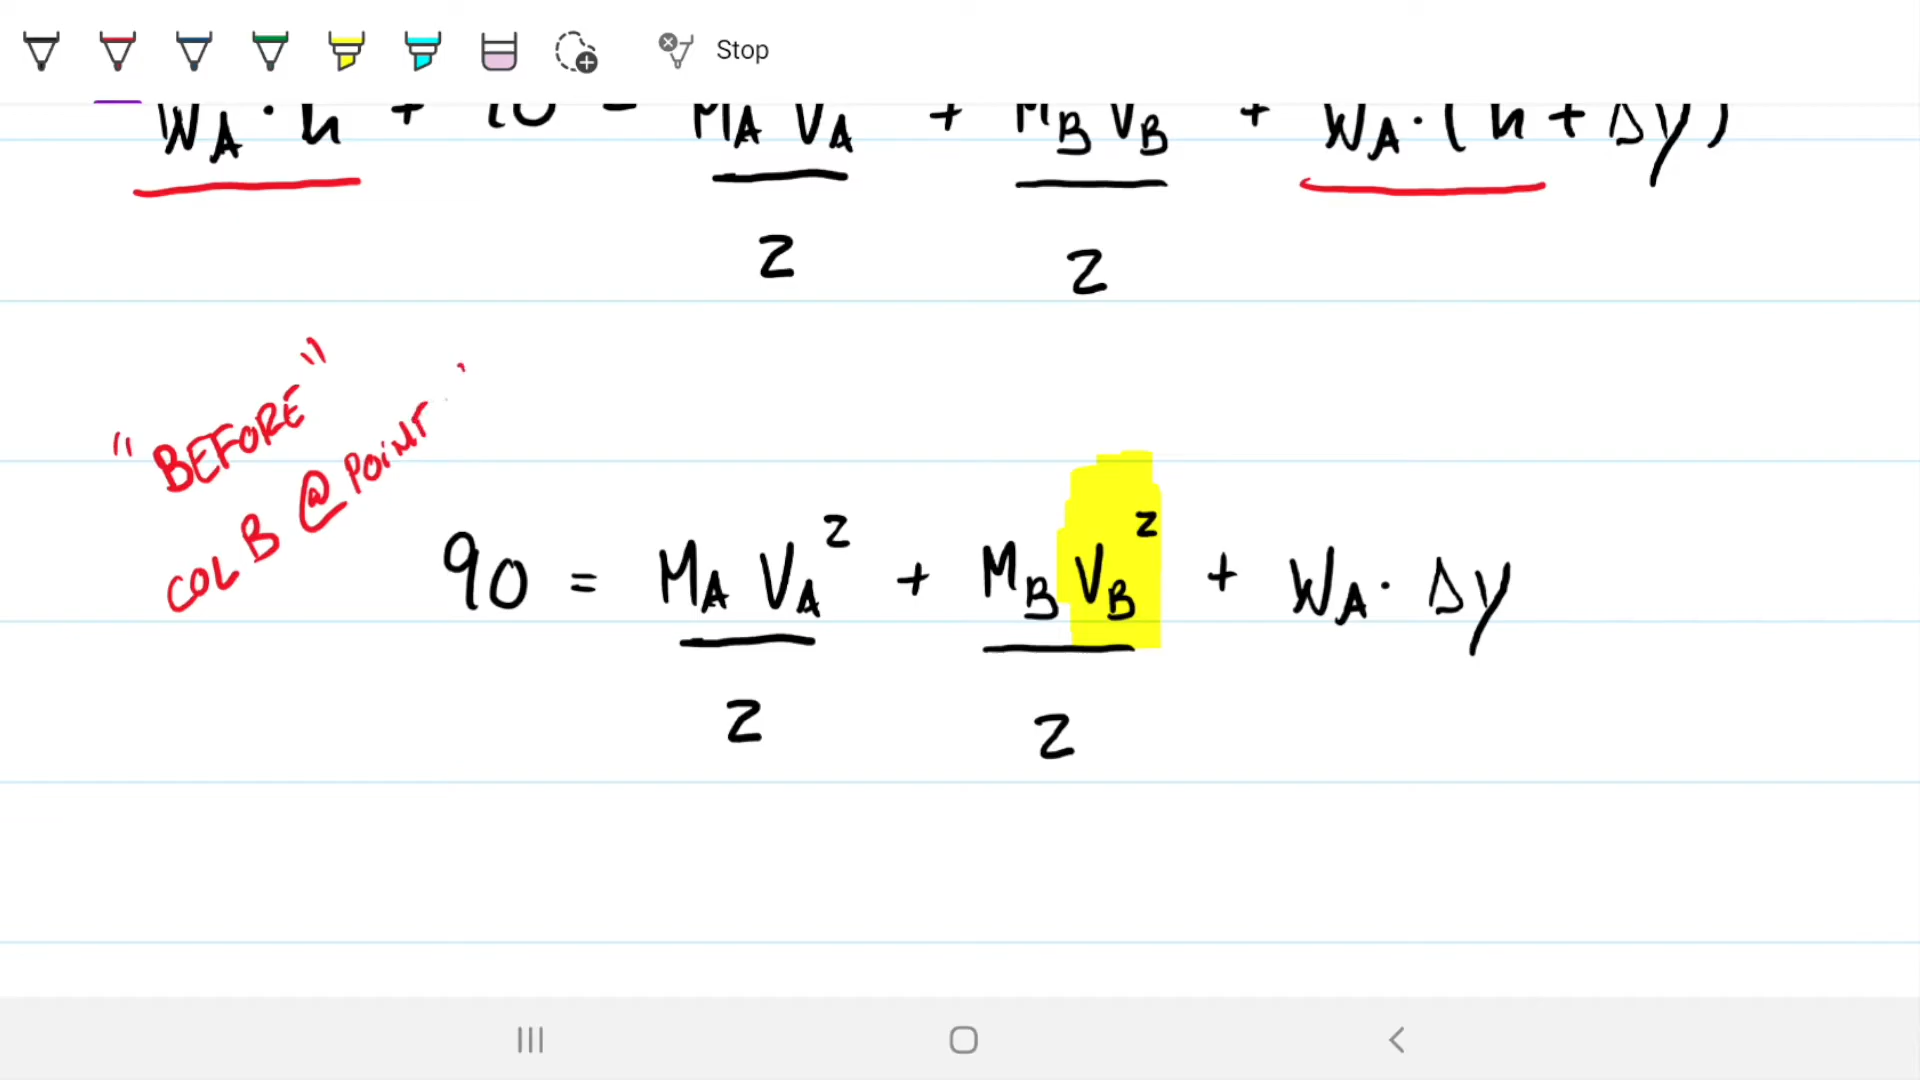 Stop
WA · h + = MA VA + MB VB + WA · (h + Δy)
2 2
"BEFORE"
COL B @ POINT
90 = MA VA² + MB VB² + WA · Δy
2 2